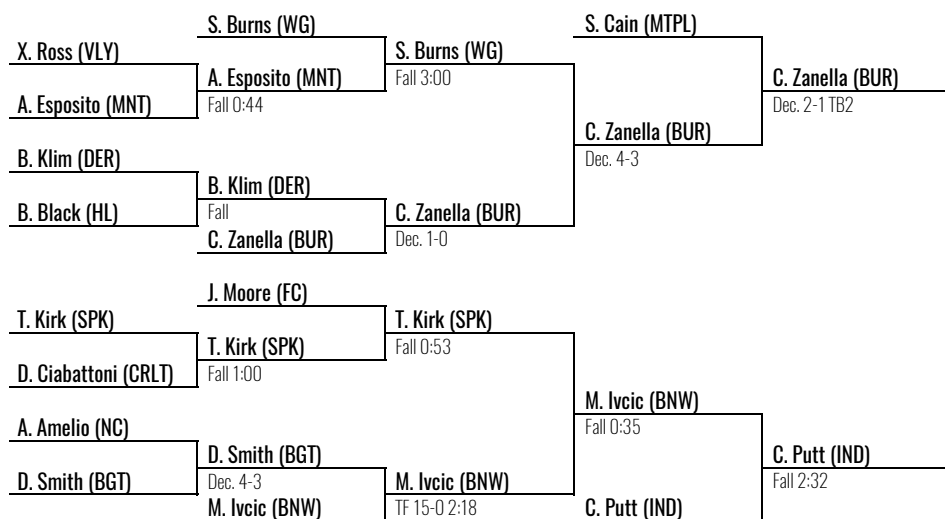 S. Burns (WG)
X. Ross (VLY)
A. Esposito (MNT)
A. Esposito (MNT)
Fall 0:44
S. Burns (WG)
Fall 3:00
B. Klim (DER)
B. Black (HL)
B. Klim (DER)
Fall
C. Zanella (BUR)
C. Zanella (BUR)
Dec. 1-0
S. Cain (MTPL)
C. Zanella (BUR)
Dec. 4-3
C. Zanella (BUR)
Dec. 2-1 TB2
J. Moore (FC)
T. Kirk (SPK)
D. Ciabattoni (CRLT)
T. Kirk (SPK)
Fall 1:00
T. Kirk (SPK)
Fall 0:53
A. Amelio (NC)
D. Smith (BGT)
D. Smith (BGT)
Dec. 4-3
M. Ivcic (BNW)
M. Ivcic (BNW)
TF 15-0 2:18
M. Ivcic (BNW)
Fall 0:35
C. Putt (IND)
C. Putt (IND)
Fall 2:32